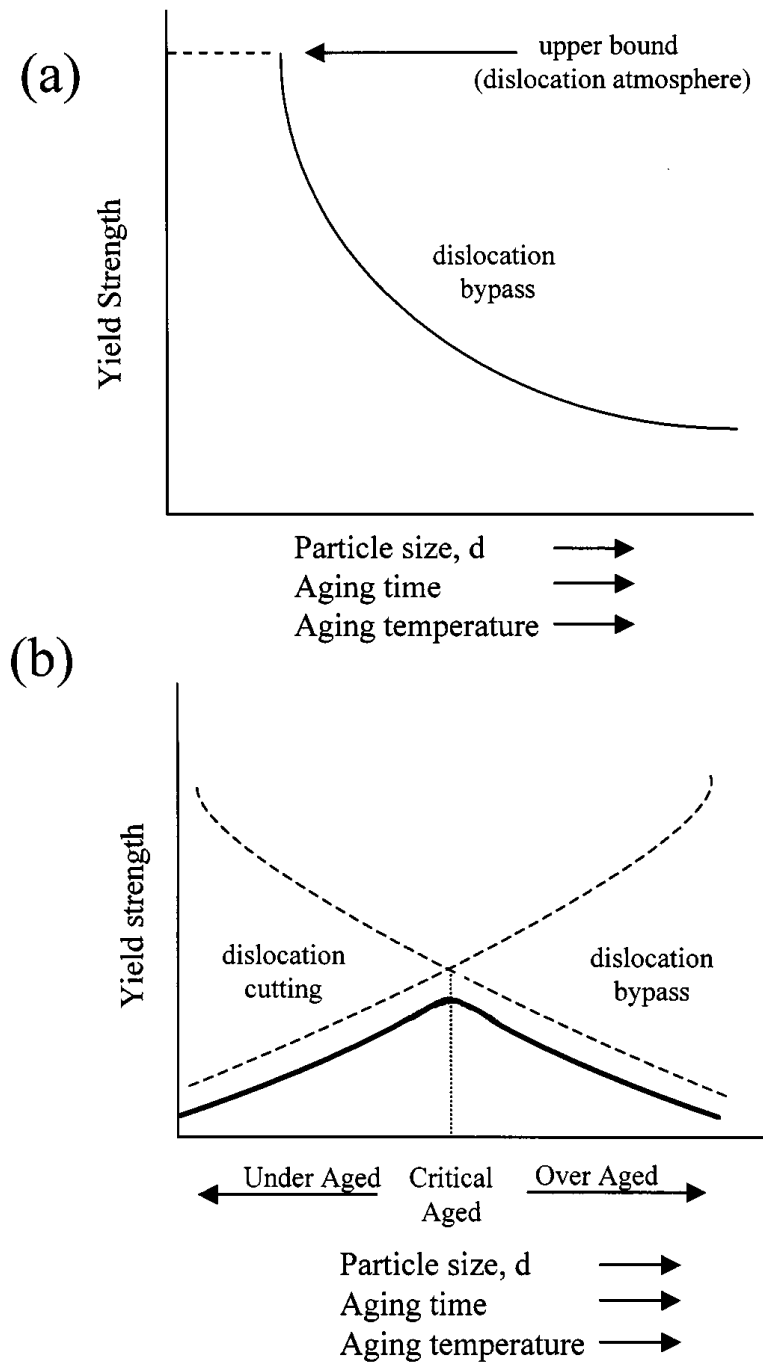 (a)
upper bound
(dislocation atmosphere)
Yield Strength
dislocation
bypass
Particle size, d
Aging time
Aging temperature
(b)
Yield strength
dislocation
cutting
dislocation
bypass
Under Aged
Critical
Aged
Over Aged
Particle size, d
Aging time
Aging temperature